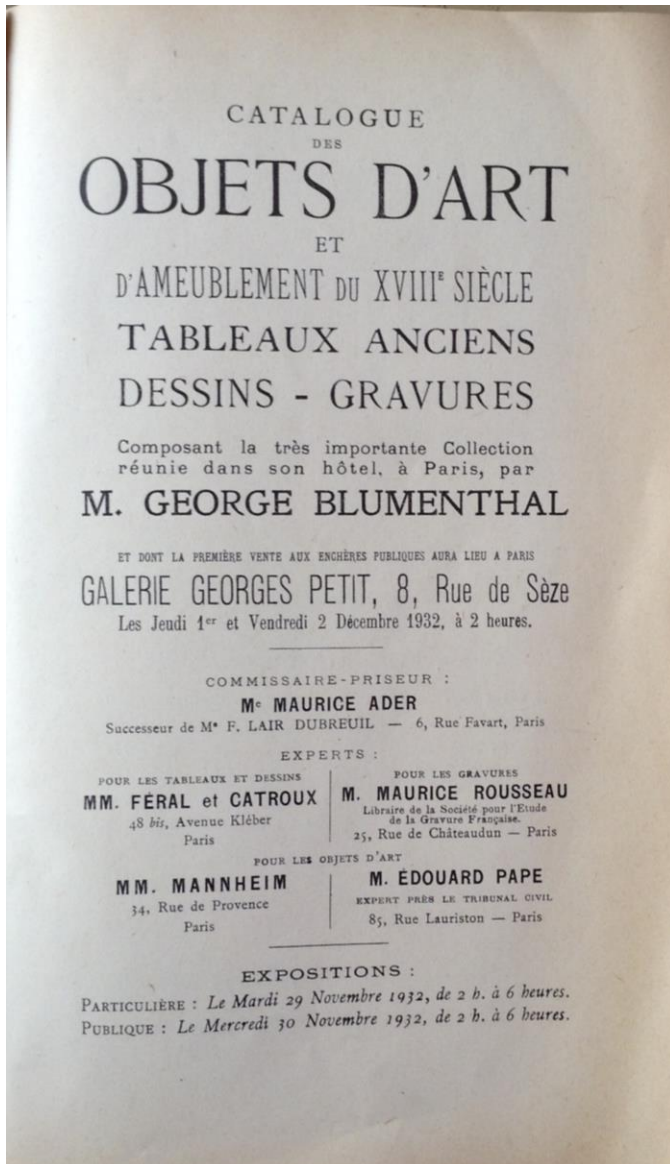 CATALOGUE
DES
OBJETS D'ART
ET
D'AMEUBLEMENT DU XVIIIE SIÈCLE
TABLEAUX ANCIENS
DESSINS - GRAVURES
Composant la très importante Collection
réunie dans son hôtel, à Paris, par
M. GEORGE BLUMENTHAL
ET DONT LA PREMIÈRE VENTE AUX ENCHÈRES PUBLIQUES AURA LIEU A PARIS
GALERIE GEORGES PETIT, 8, Rue de Sèze
Les Jeudi 1er et Vendredi 2 Décembre 1932, à 2 heures.
COMMISSAIRE-PRISEUR :
Me MAURICE ADER
Successeur de Me F. LAIR DUBREUIL — 6, Rue Favart, Paris
EXPERTS :
POUR LES TABLEAUX ET DESSINS
MM. FÉRAL et CATROUX
48 bis, Avenue Kléber
Paris
POUR LES GRAVURES
M. MAURICE ROUSSEAU
Libraire de la Société pour l'Etude
de la Gravure Française.
25, Rue de Châteaudun — Paris
POUR LES OBJETS D'ART
MM. MANNHEIM
34, Rue de Provence
Paris
M. ÉDOUARD PAPE
EXPERT PRÈS LE TRIBUNAL CIVIL
85, Rue Lauriston — Paris
EXPOSITIONS :
PARTICULIÈRE : Le Mardi 29 Novembre 1932, de 2 h. à 6 heures.
PUBLIQUE : Le Mercredi 30 Novembre 1932, de 2 h. à 6 heures.